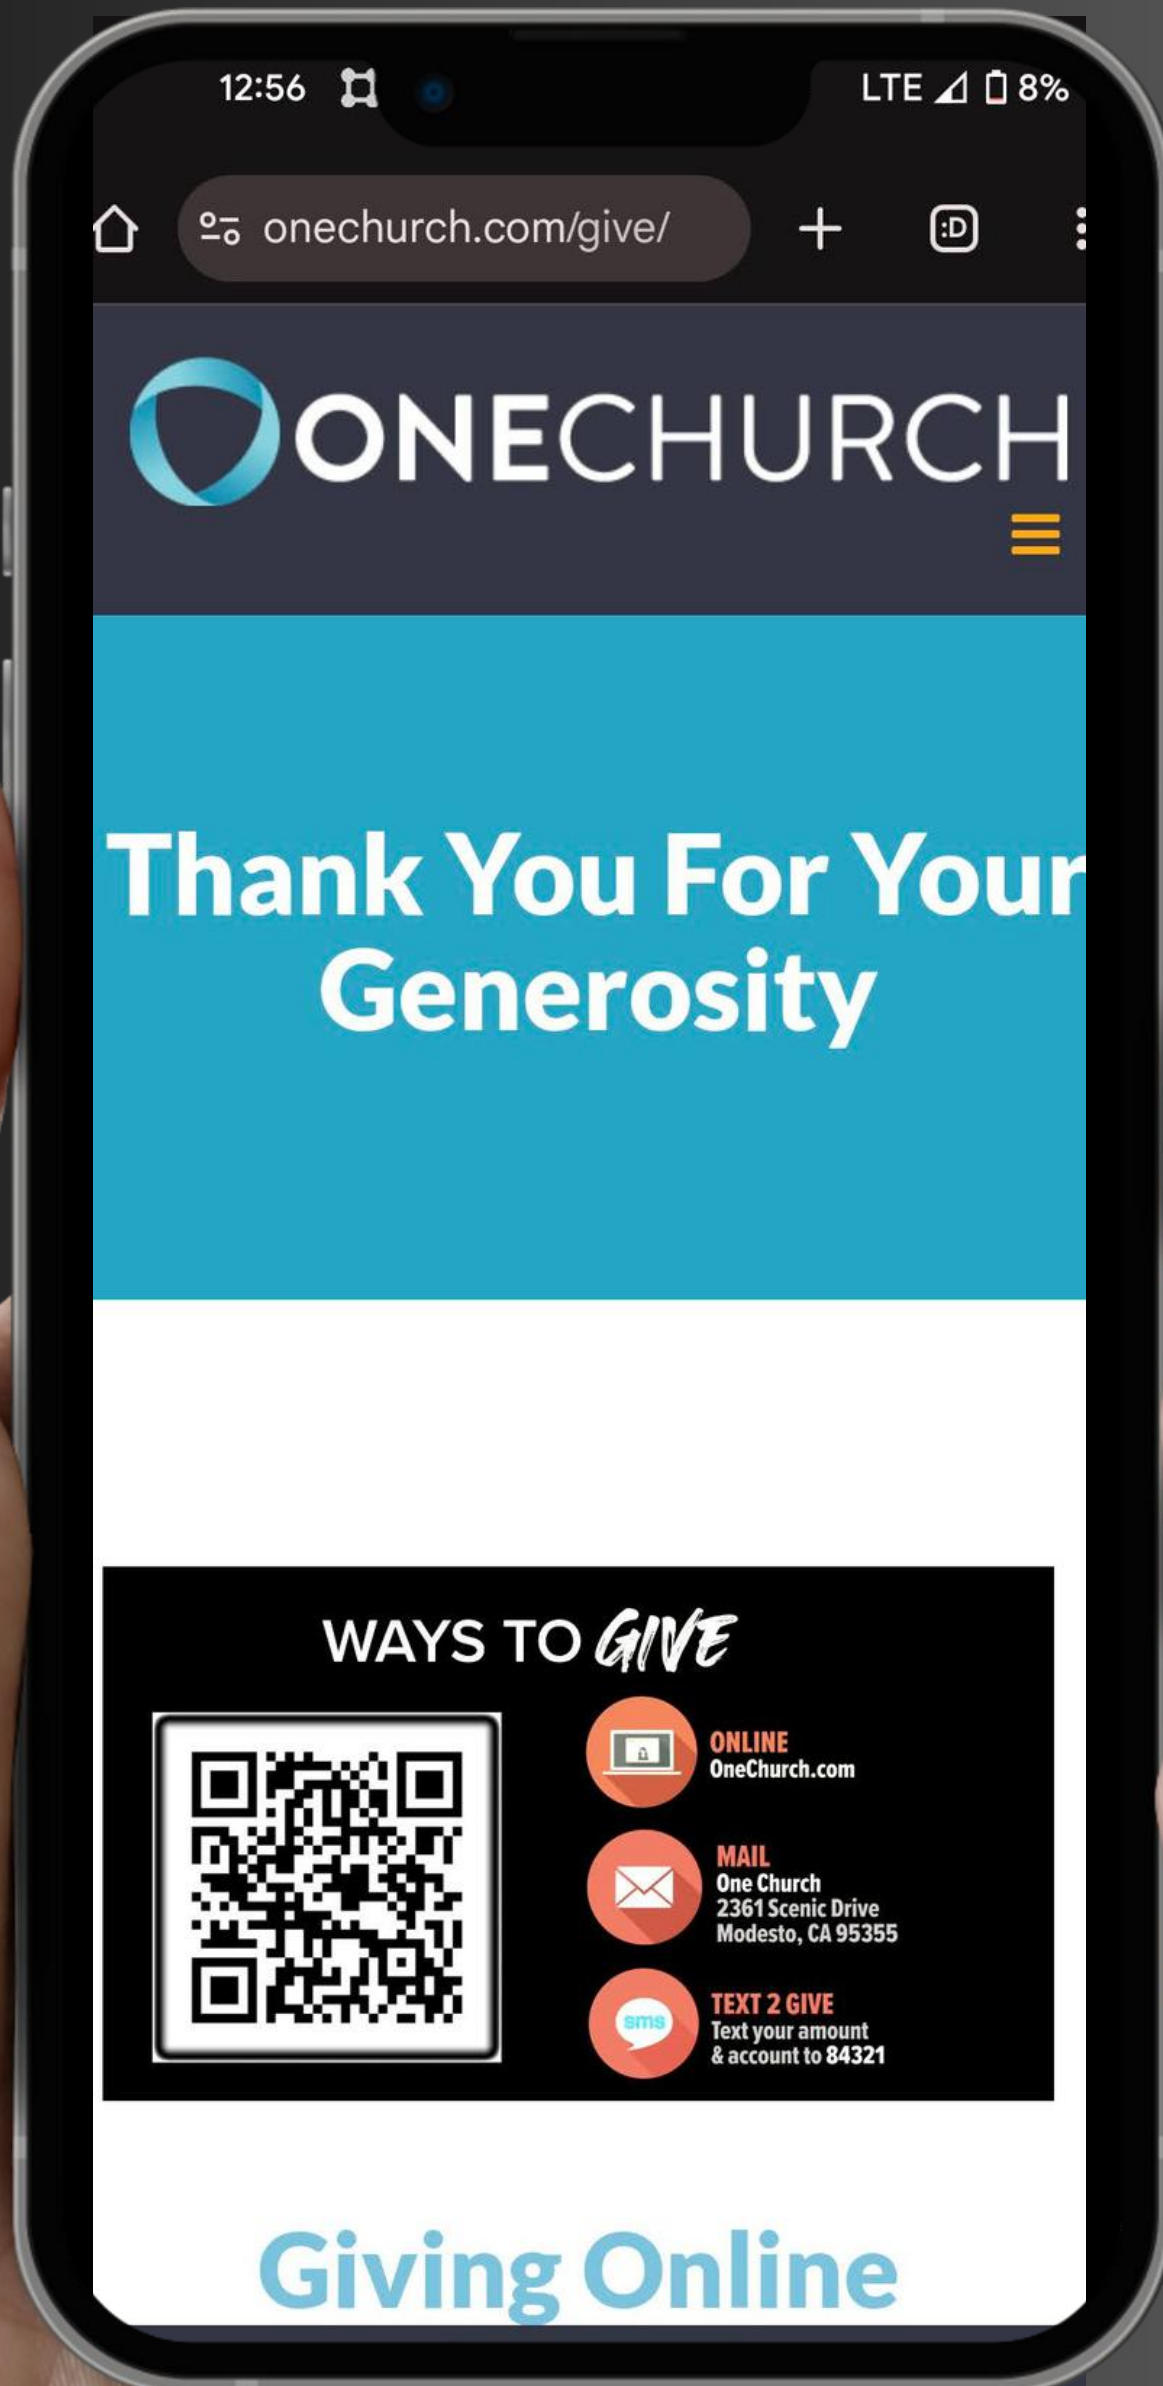 12:56
LTE 8%
onechurch.com/give/
:D
ONECHURCH
Thank You For Your
Generosity
WAYS TO GIVE
ONLINE
OneChurch.com
MAIL
One Church
2361 Scenic Drive
Modesto, CA 95355
sms
TEXT 2 GIVE
Text your amount
& account to 84321
Giving Online